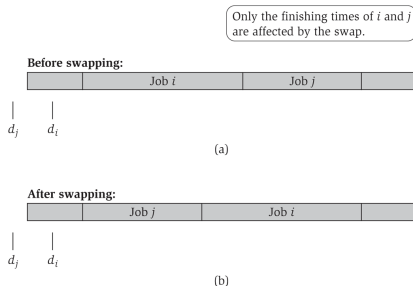 Only the finishing times of i and j
are affected by the swap.
Before swapping:
Job i Job j
d_j d_i
(a)
After swapping:
Job j Job i
d_j d_i
(b)